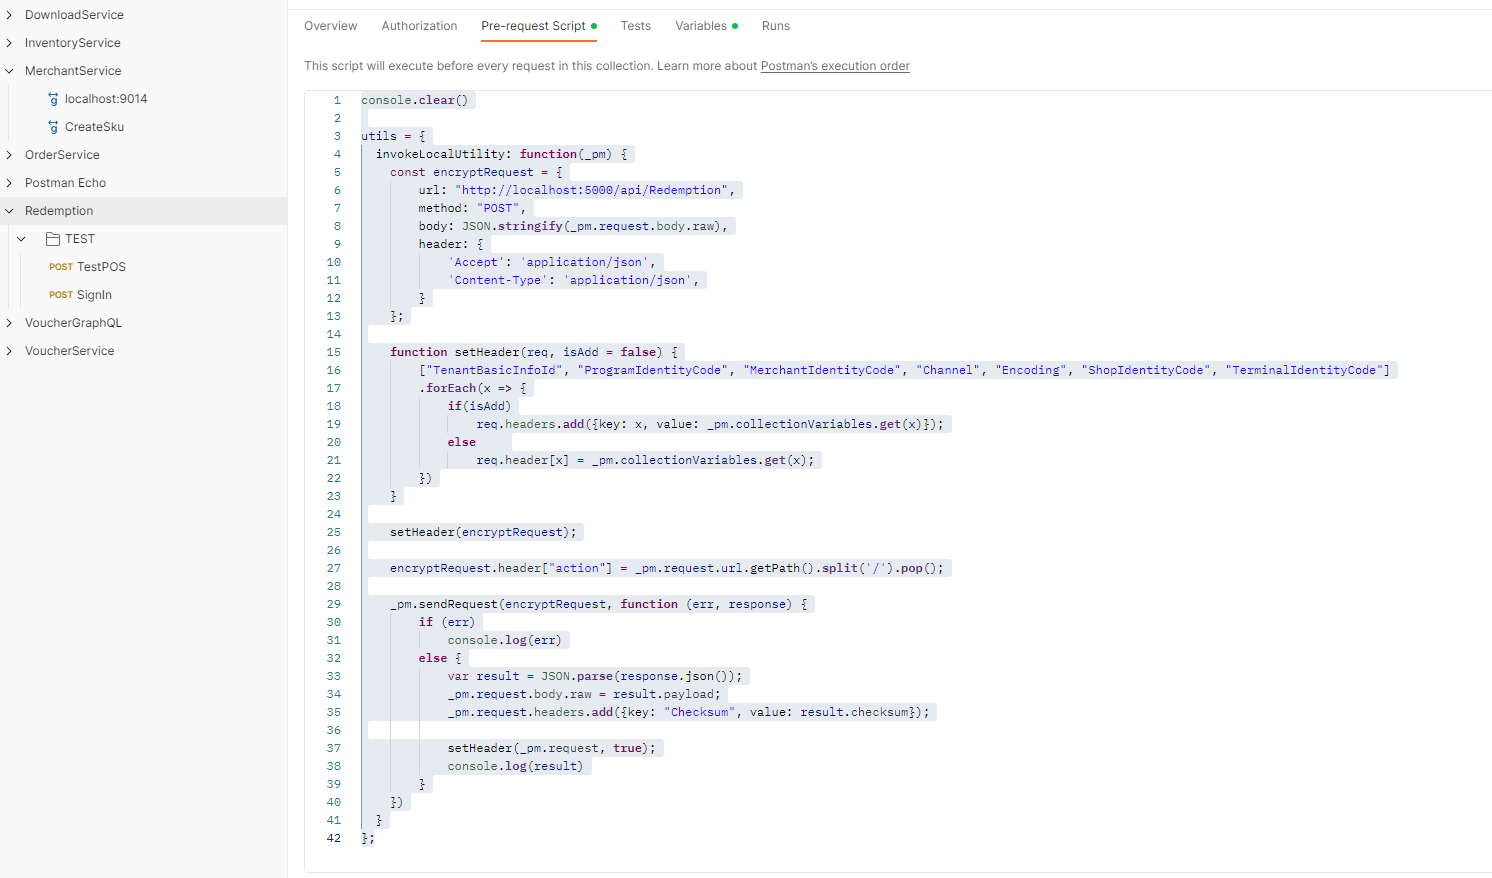 DownloadService
InventoryService
MerchantService
localhost:9014
CreateSku
OrderService
Postman Echo
Redemption
TEST
POST TestPOS
POST SignIn
VoucherGraphQL
VoucherService
Overview Authorization Pre-request Script Tests Variables Runs
This script will execute before every request in this collection. Learn more about Postman's execution order
1 console.clear()
2
3 utils = {
4 invokeLocalUtility: function(_pm) {
5 const encryptRequest = {
6 url: "http://localhost:5000/api/Redemption",
7 method: "POST",
8 body: JSON.stringify(_pm.request.body.raw),
9 header: {
10 'Accept': 'application/json',
11 'Content-Type': 'application/json',
12 }
13 };
14
15 function setHeader(req, isAdd = false) {
16 ["TenantBasicInfoId", "ProgramIdentityCode", "MerchantIdentityCode", "Channel", "Encoding", "ShopIdentityCode", "TerminalIdentityCode"]
17 .forEach(x => {
18 if(isAdd)
19 req.headers.add({key: x, value: _pm.collectionVariables.get(x)});
20 else
21 req.header[x] = _pm.collectionVariables.get(x);
22 })
23 }
24
25 setHeader(encryptRequest);
26
27 encryptRequest.header["action"] = _pm.request.url.getPath().split('/').pop();
28
29 _pm.sendRequest(encryptRequest, function (err, response) {
30 if (err)
31 console.log(err)
32 else {
33 var result = JSON.parse(response.json());
34 _pm.request.body.raw = result.payload;
35 _pm.request.headers.add({key: "Checksum", value: result.checksum});
36
37 setHeader(_pm.request, true);
38 console.log(result)
39 }
40 })
41 }
42 };